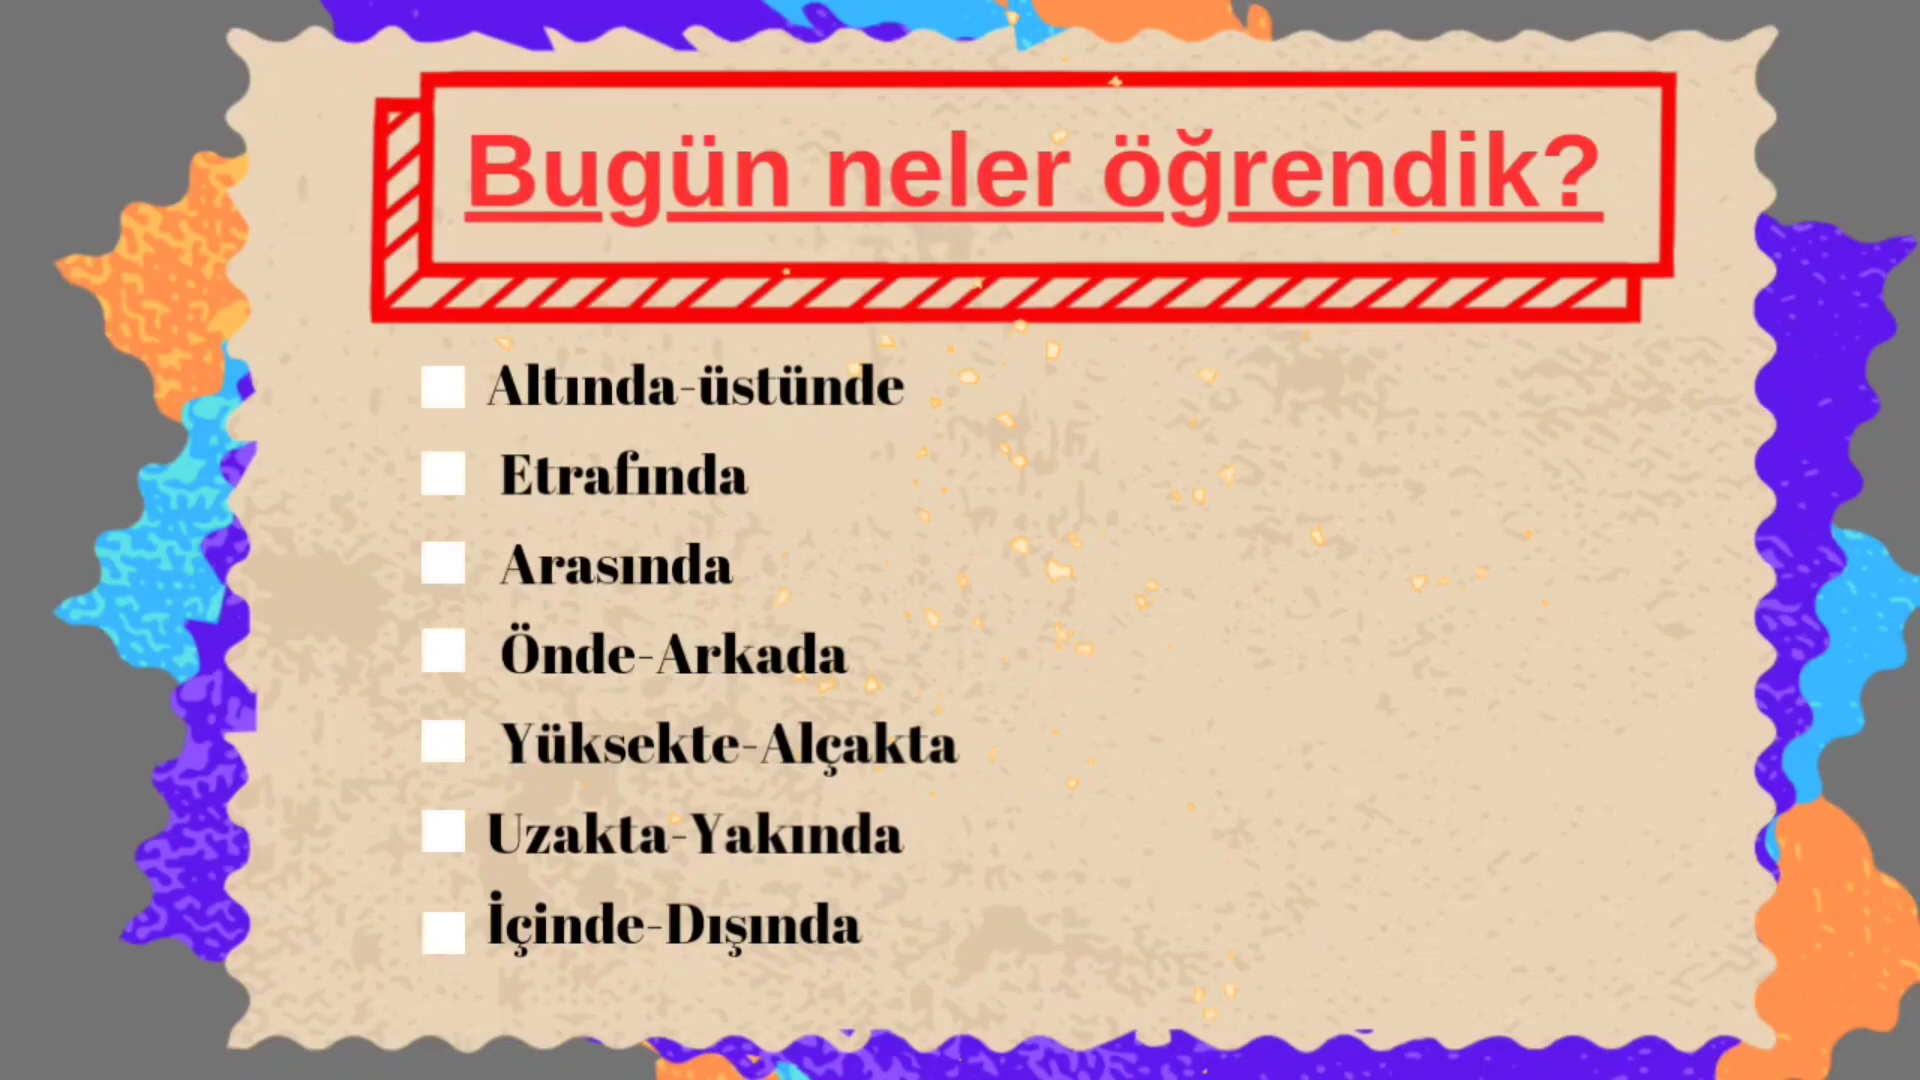 Bugün neler öğrendik?
Altında-üstünde
Etrafında
Arasında
Önde-Arkada
Yüksekte-Alçakta
Uzakta-Yakında
İçinde-Dışında